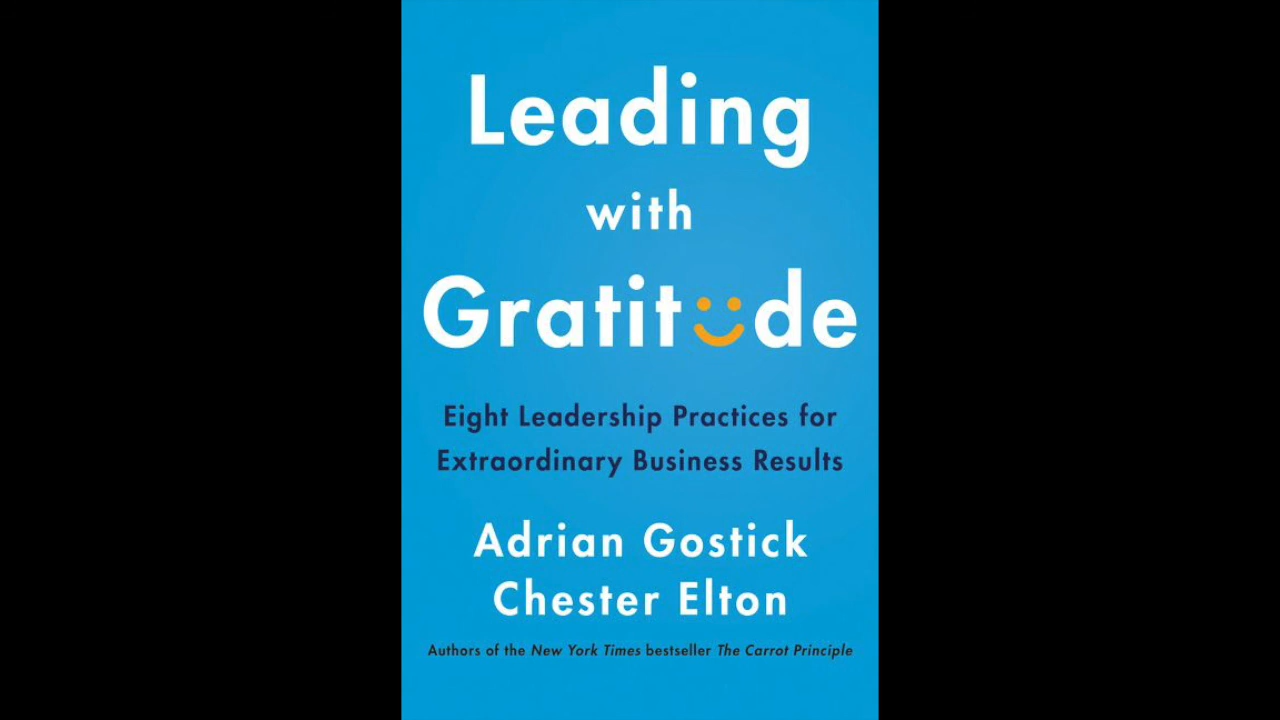 Leading
with
Gratitude
Eight Leadership Practices for
Extraordinary Business Results
Adrian Gostick
Chester Elton
Authors of the New York Times bestseller The Carrot Principle